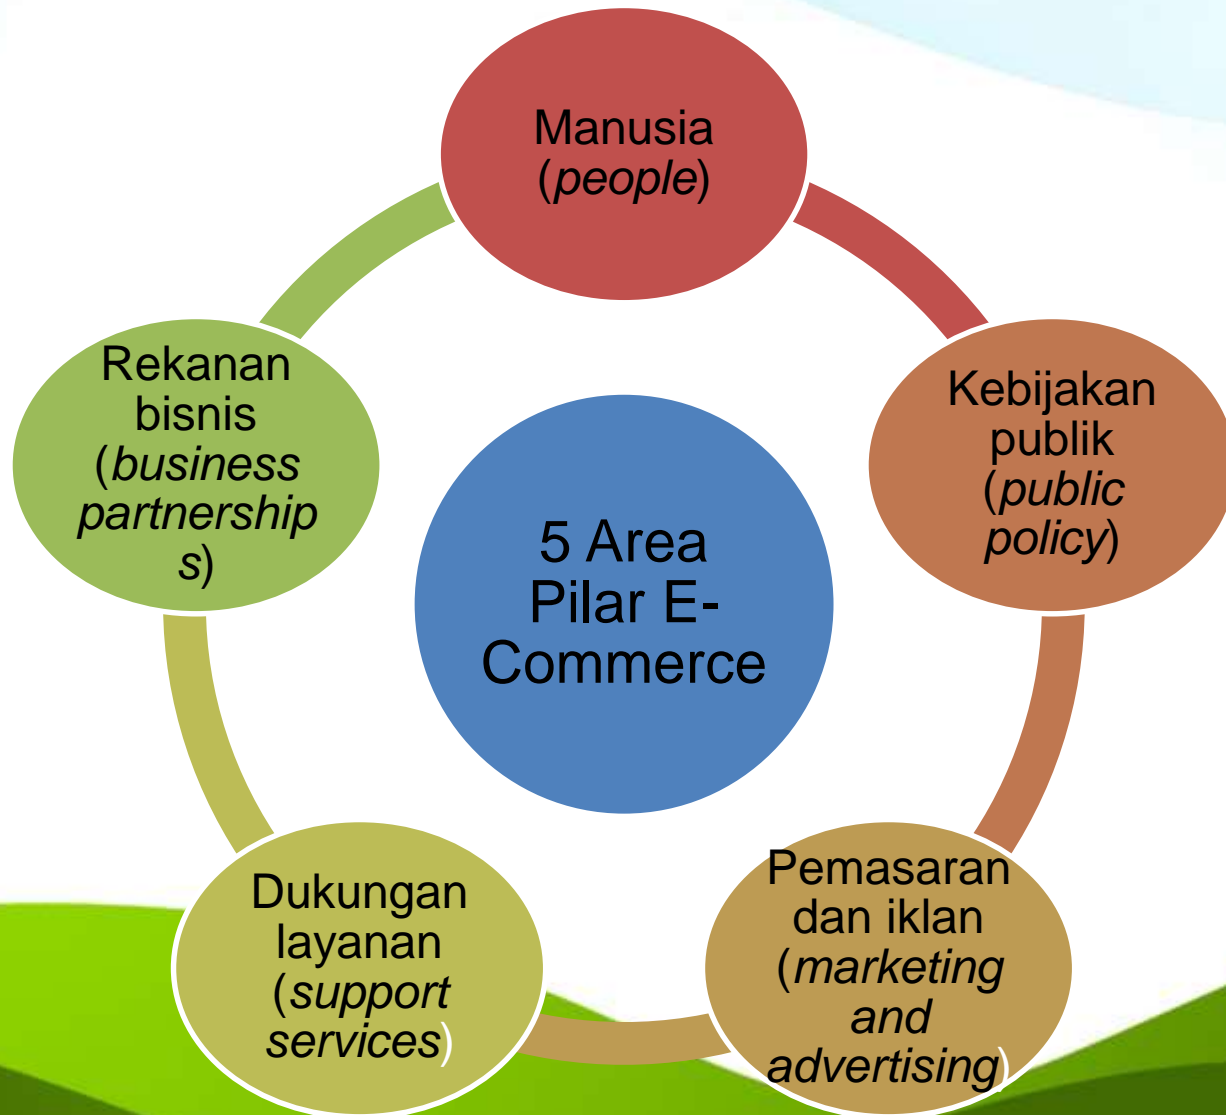 Manusia
(people)
Rekanan
bisnis
(business
partnership
s)
Kebijakan
publik
(public
policy)
5 Area
Pilar E-
Commerce
Dukungan
layanan
(support
services)
Pemasaran
dan iklan
(marketing
and
advertising)